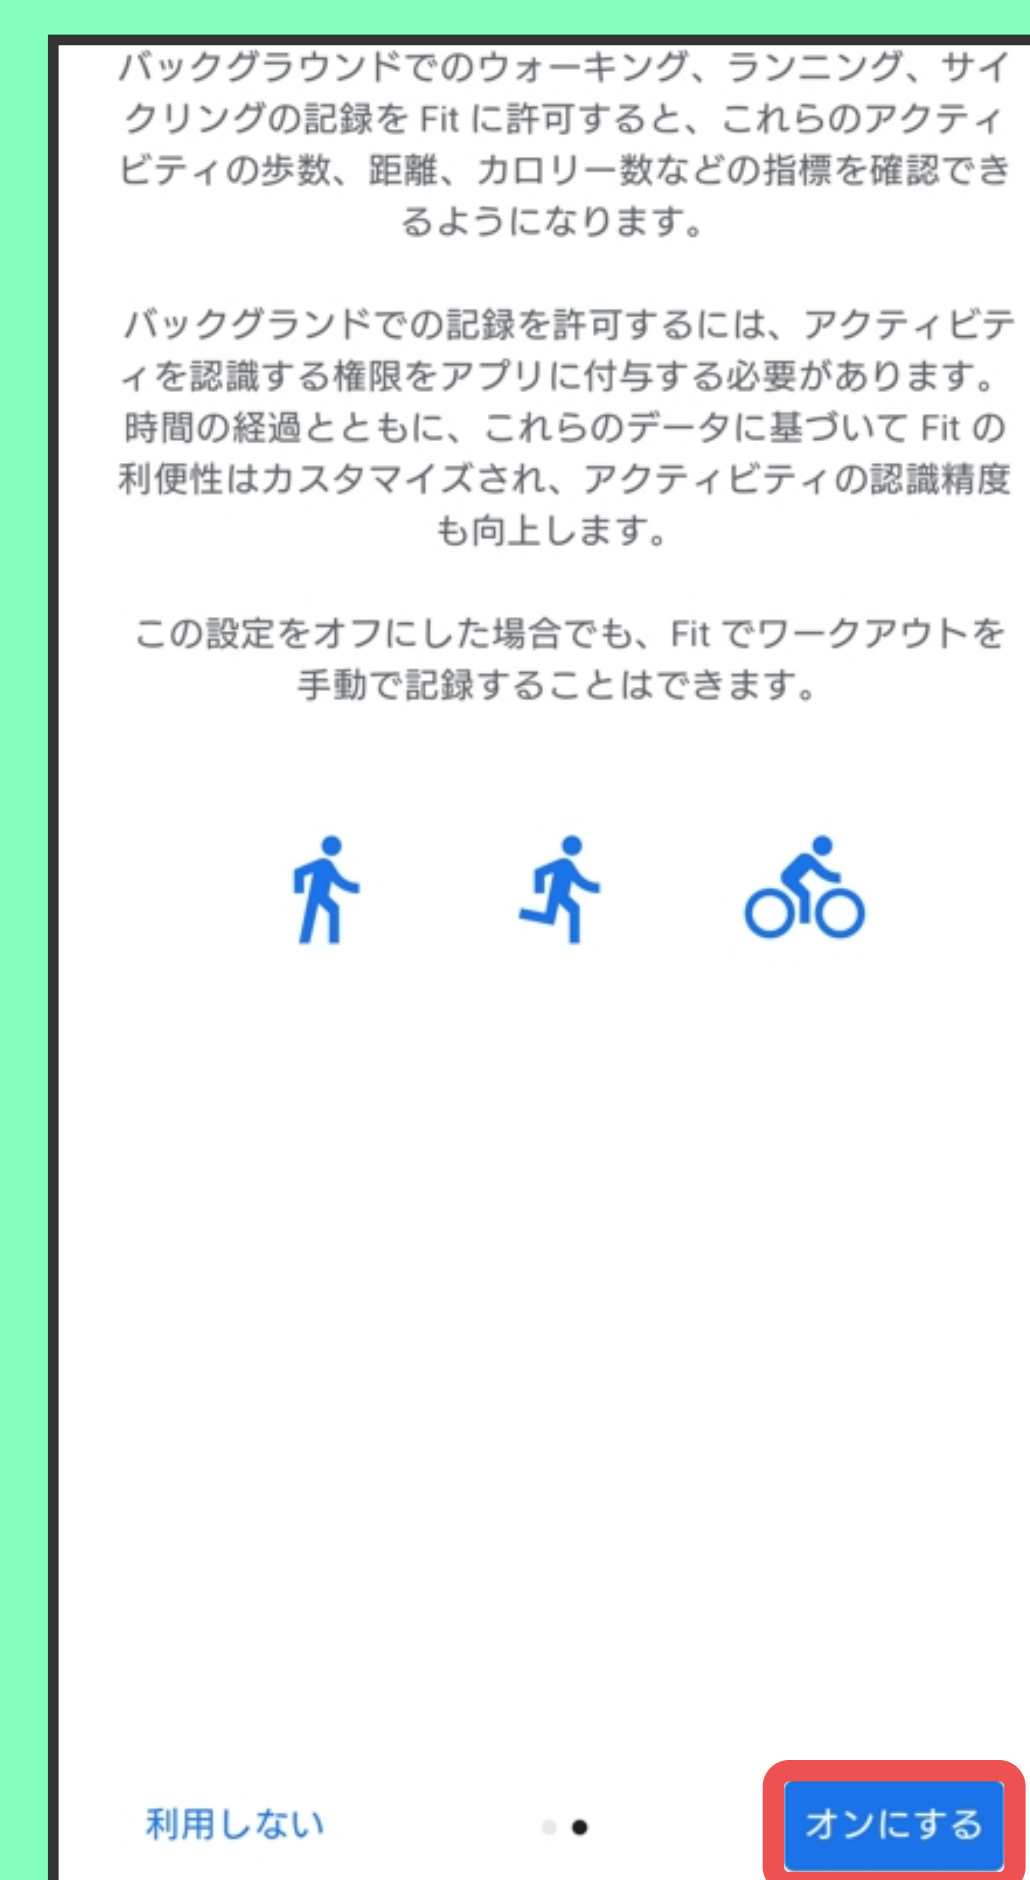 バックグラウンドでのウォーキング、ランニング、サイ
クリングの記録を Fit に許可すると、これらのアクティ
ビティの歩数、距離、カロリー数などの指標を確認でき
るようになります。
バックグランドでの記録を許可するには、アクティビテ
ィを認識する権限をアプリに付与する必要があります。
時間の経過とともに、これらのデータに基づいて Fit の
利便性はカスタマイズされ、アクティビティの認識精度
も向上します。
この設定をオフにした場合でも、Fit でワークアウトを
手動で記録することはできます。
利用しない
オンにする